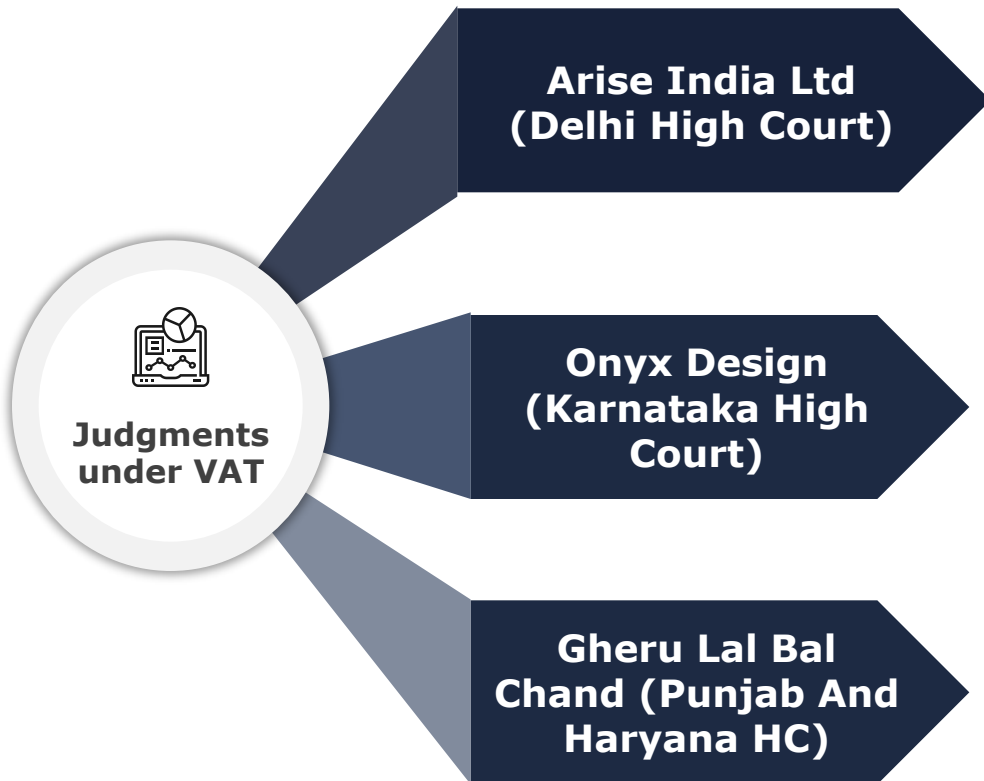 Arise India Ltd
(Delhi High Court)
Judgments
under VAT
Onyx Design
(Karnataka High
Court)
Gheru Lal Bal
Chand (Punjab And
Haryana HC)